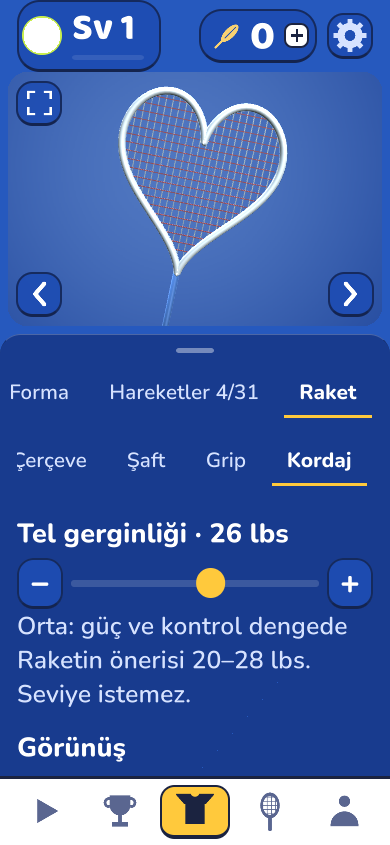 Sv 1
0
Forma Hareketler 4/31 Raket
Çerçeve Şaft Grip Kordaj
Tel gerginliği · 26 lbs
Orta: güç ve kontrol dengede
Raketin önerisi 20–28 lbs.
Seviye istemez.
Görünüş